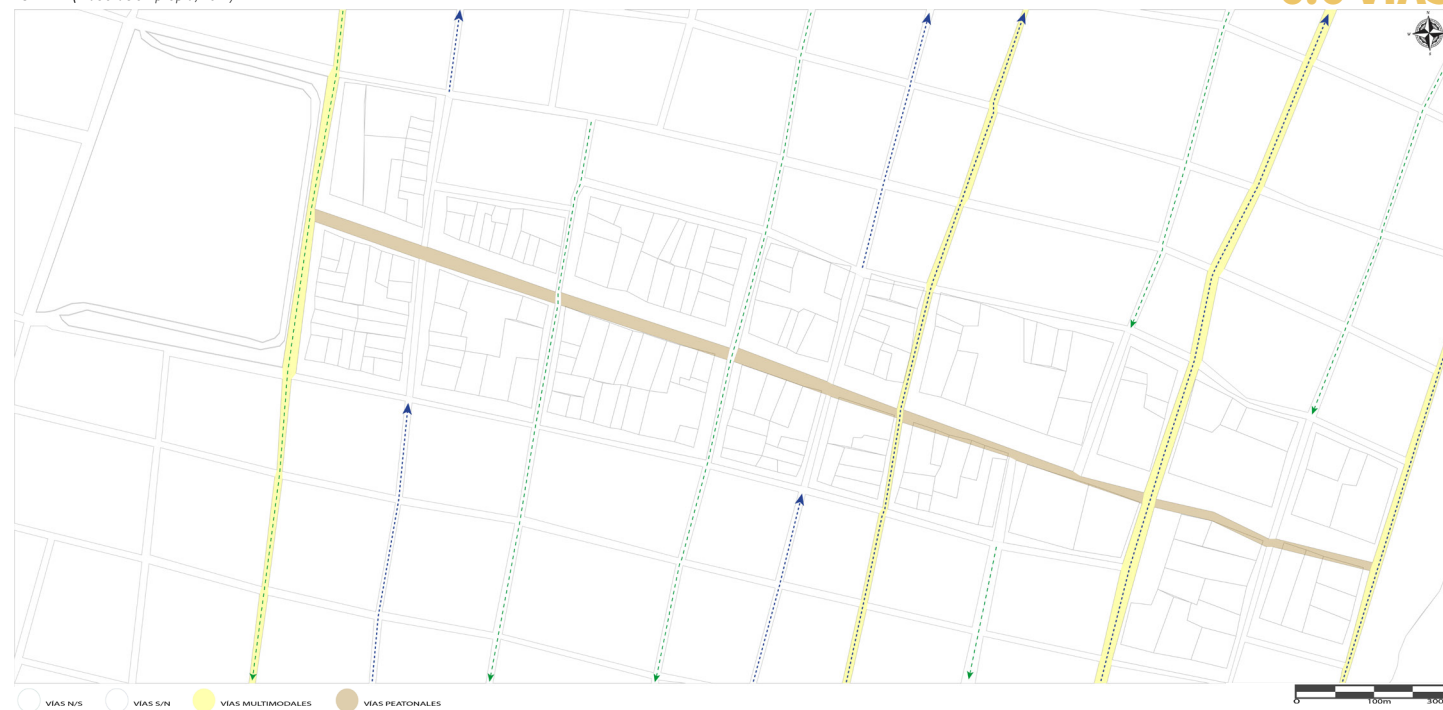 VÍAS N/S
VÍAS S/N
VÍAS MULTIMODALES
VÍAS PEATONALES
0
100m
300
N